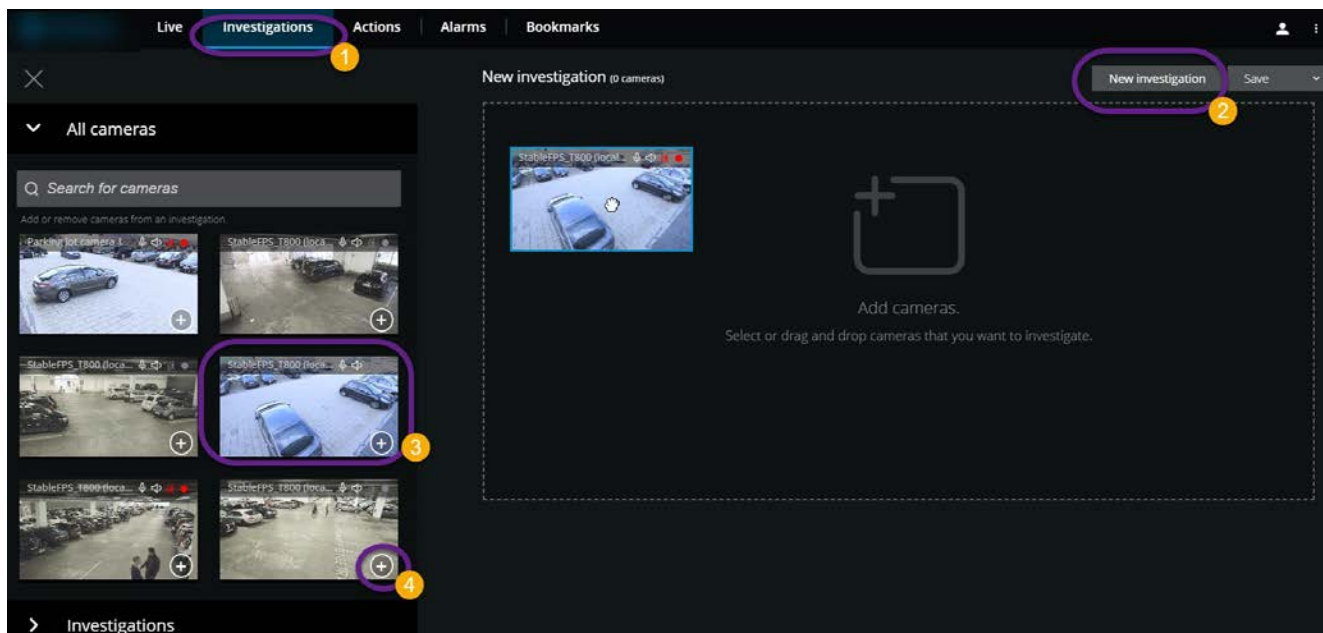 Live Investigations Actions Alarms Bookmarks
1
New investigation (0 cameras)
New investigation Save
2
All cameras
Search for cameras
Add or remove cameras from an investigation.
Parking lot camera 1
StableFPS_T800 (loca...
StableFPS_T800 (local...
StableFPS_T800 (loca...
StableFPS_T800 (loca...
3
Add cameras.
Select or drag and drop cameras that you want to investigate.
StableFPS_T800 (loca...
StableFPS_T800 (loca...
4
Investigations